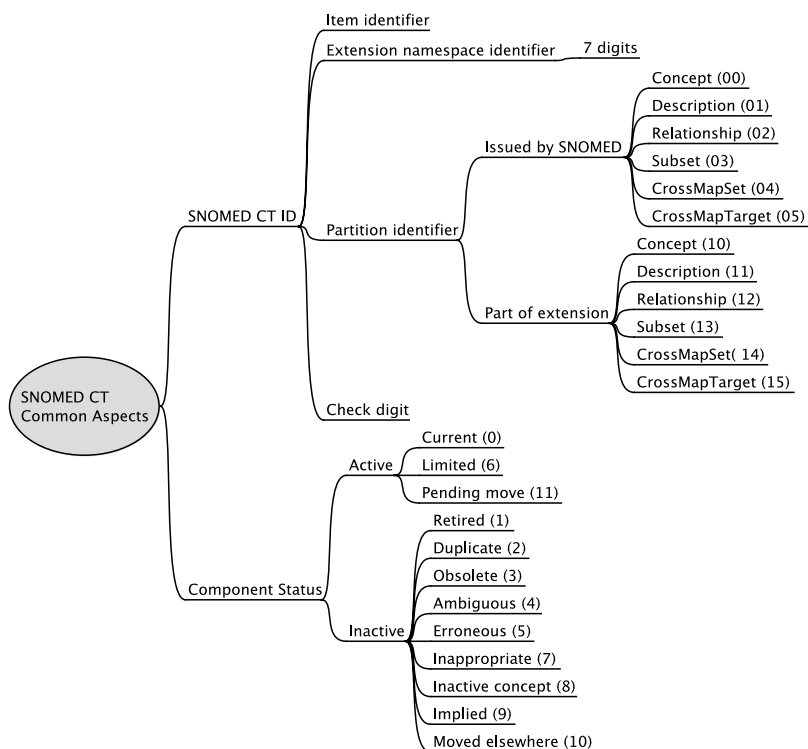 Item identifier
Extension namespace identifier
7 digits
Concept (00)
Description (01)
Relationship (02)
Issued by SNOMED
Subset (03)
CrossMapSet (04)
CrossMapTarget (05)
SNOMED CT ID
Partition identifier
Concept (10)
Description (11)
Relationship (12)
Part of extension
Subset (13)
CrossMapSet( 14)
CrossMapTarget (15)
Check digit
SNOMED CT
Common Aspects
Current (0)
Active
Limited (6)
Pending move (11)
Retired (1)
Duplicate (2)
Obsolete (3)
Component Status
Ambiguous (4)
Inactive
Erroneous (5)
Inappropriate (7)
Inactive concept (8)
Implied (9)
Moved elsewhere (10)